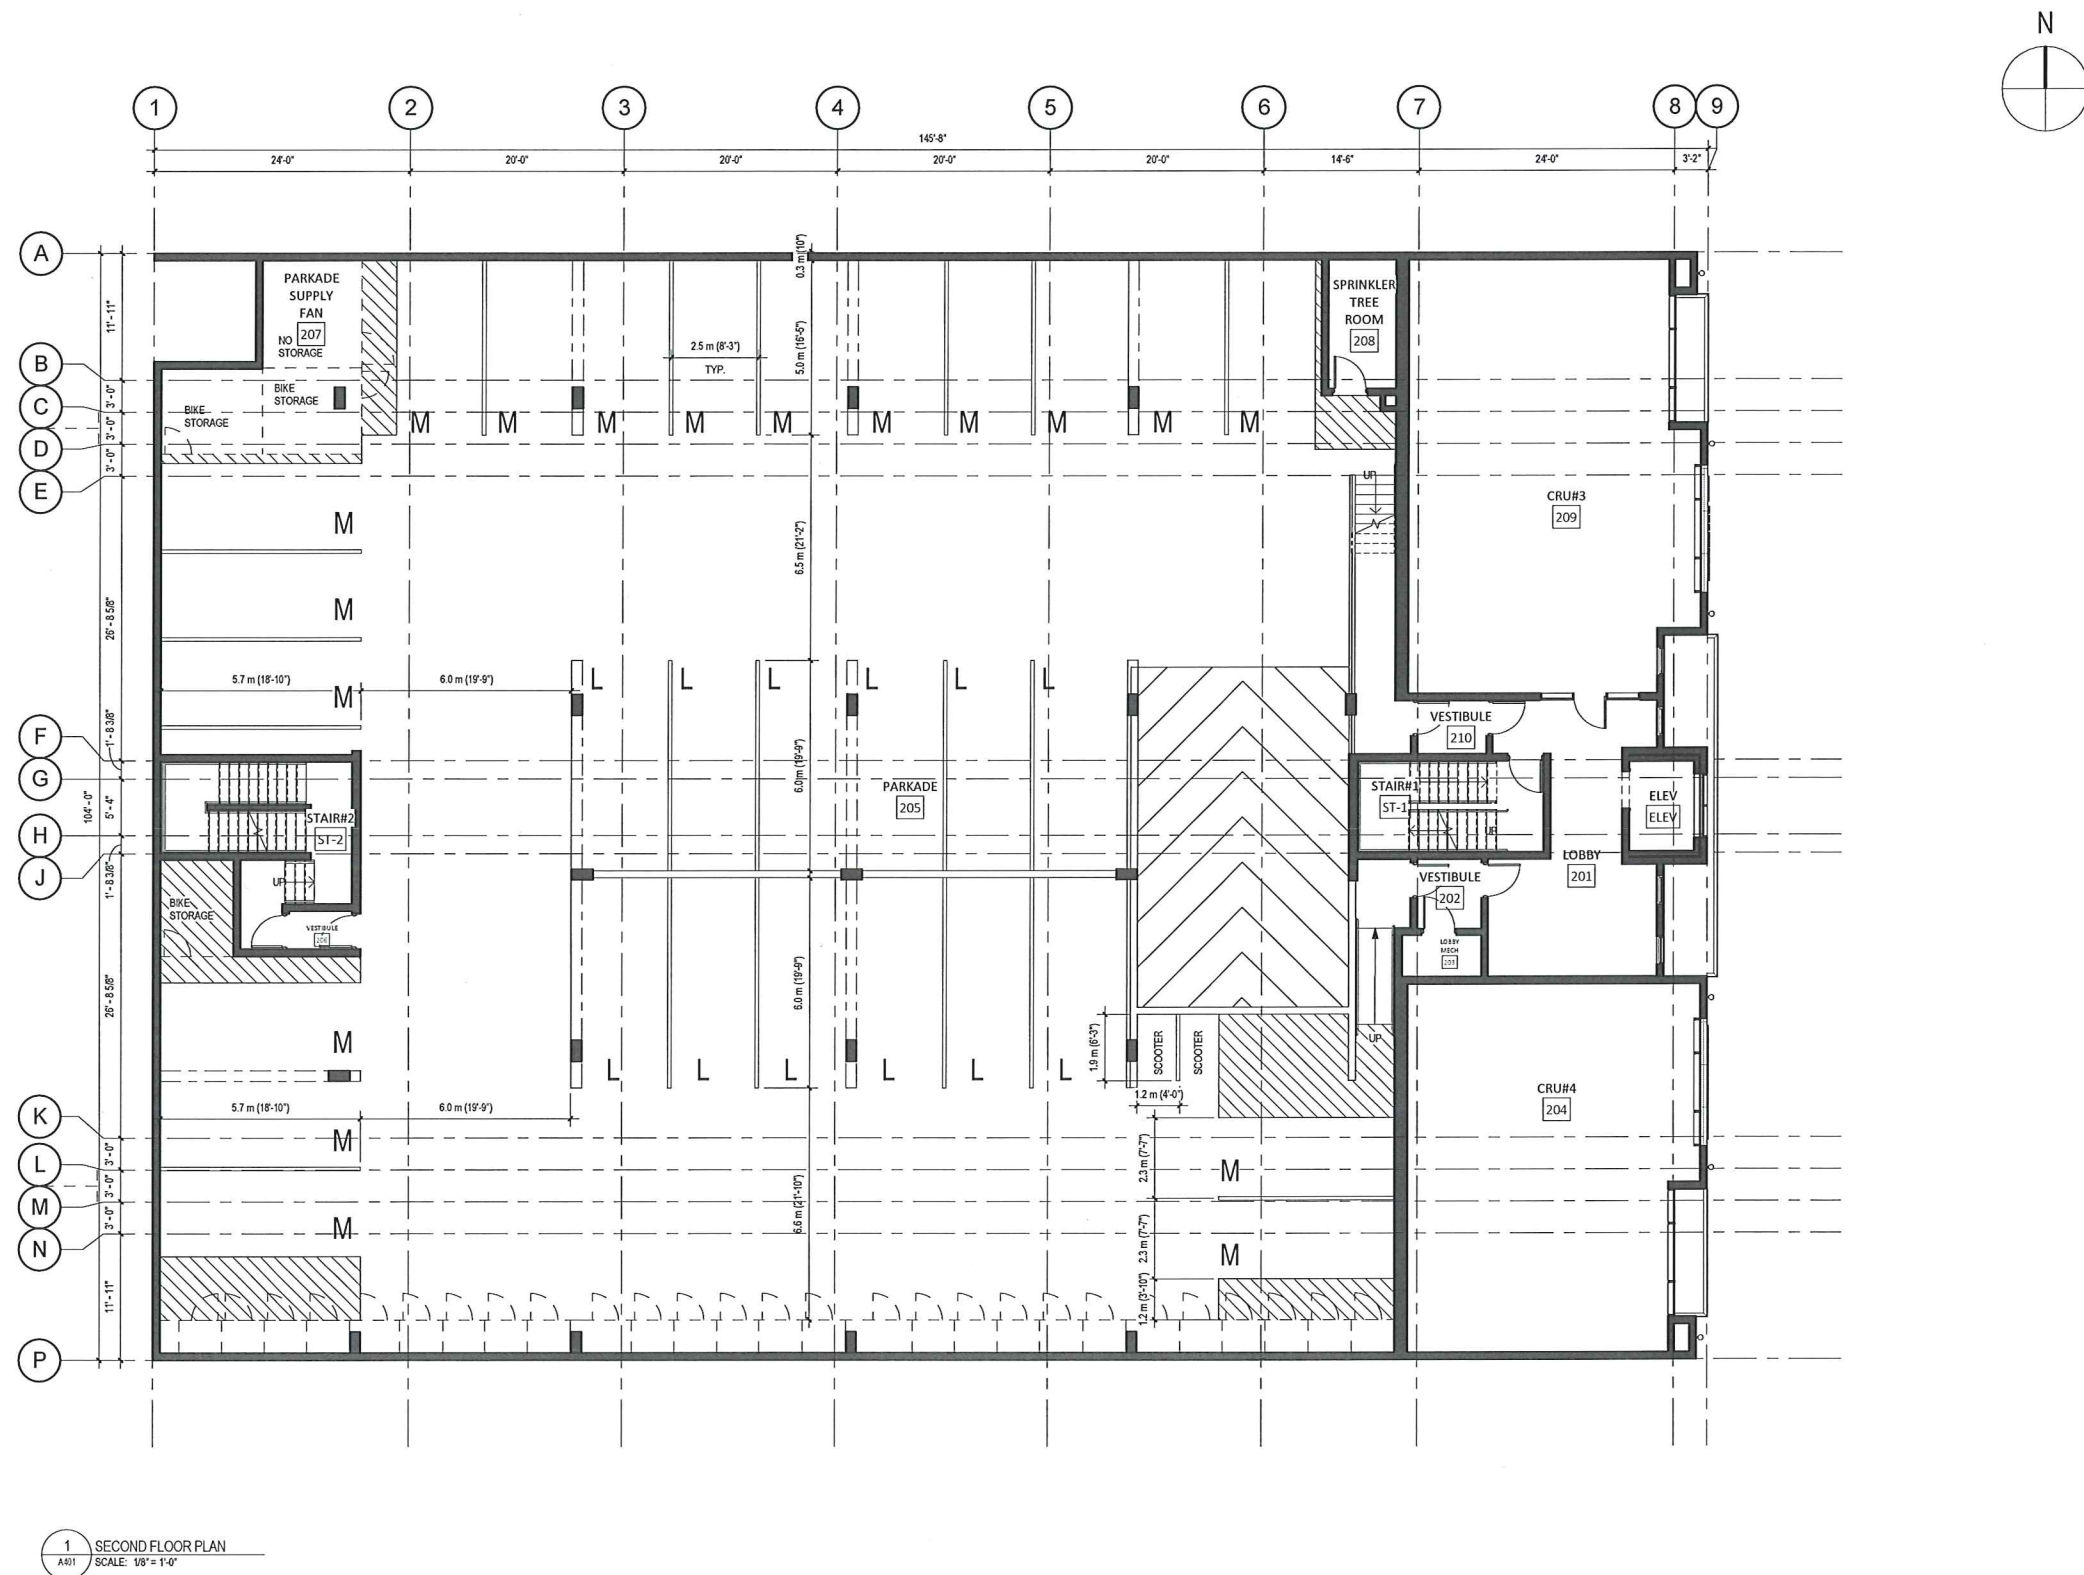 N
1 2 3 4 5 6 7 8 9
145'-8"
24'-0" 20'-0" 20'-0" 20'-0" 20'-0" 14'-6" 24'-0" 3'-2"
A
B
C
D
E
F
G
H
J
K
L
M
N
P
11'-11"
3'-0"
3'-0"
3'-0"
26'-8 5/8"
1'-8 3/8"
5'-4"
104'-0"
1'-8 3/8"
26'-8 5/8"
3'-0"
3'-0"
3'-0"
11'-11"
PARKADE
SUPPLY
FAN
207
NO
STORAGE
BIKE
STORAGE
BIKE
STORAGE
0.3 m (10")
5.0 m (16'-5")
2.5 m (8'-3")
TYP.
M M M M M M M M M M
SPRINKLER
TREE
ROOM
208
UP
CRU#3
209
6.5 m (21'-2")
M
M
M
5.7 m (18'-10") 6.0 m (19'-9")
L L L L L L
6.0 m (19'-9")
PARKADE
205
VESTIBULE
210
STAIR#1
ST-1
UP
ELEV
ELEV
LOBBY
201
VESTIBULE
202
LOBBY
MECH
203
UP
STAIR#2
ST-2
UP
BIKE
STORAGE
VESTIBULE
206
6.0 m (19'-9")
M
L L L L L L
1.9 m (6'-3")
SCOOTER
SCOOTER
1.2 m (4'-0")
CRU#4
204
5.7 m (18'-10") 6.0 m (19'-9")
M
M
6.6 m (21'-10")
2.3 m (7'-7")
2.3 m (7'-7")
1.2 m (3'-10")
M
M
1
A401
SECOND FLOOR PLAN
SCALE: 1/8" = 1'-0"